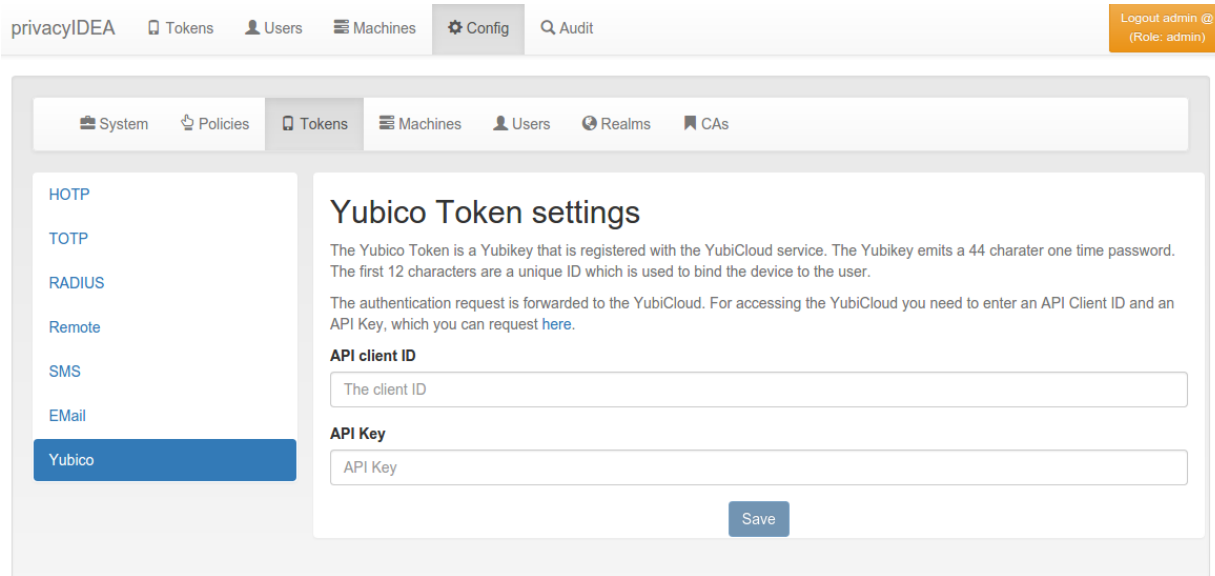 privacyIDEA Tokens Users Machines Config Audit Logout admin @
(Role: admin)
System Policies Tokens Machines Users Realms CAs
HOTP
TOTP
RADIUS
Remote
SMS
EMail
Yubico
Yubico Token settings
The Yubico Token is a Yubikey that is registered with the YubiCloud service. The Yubikey emits a 44 charater one time password.
The first 12 characters are a unique ID which is used to bind the device to the user.
The authentication request is forwarded to the YubiCloud. For accessing the YubiCloud you need to enter an API Client ID and an
API Key, which you can request here.
API client ID
The client ID
API Key
API Key
Save